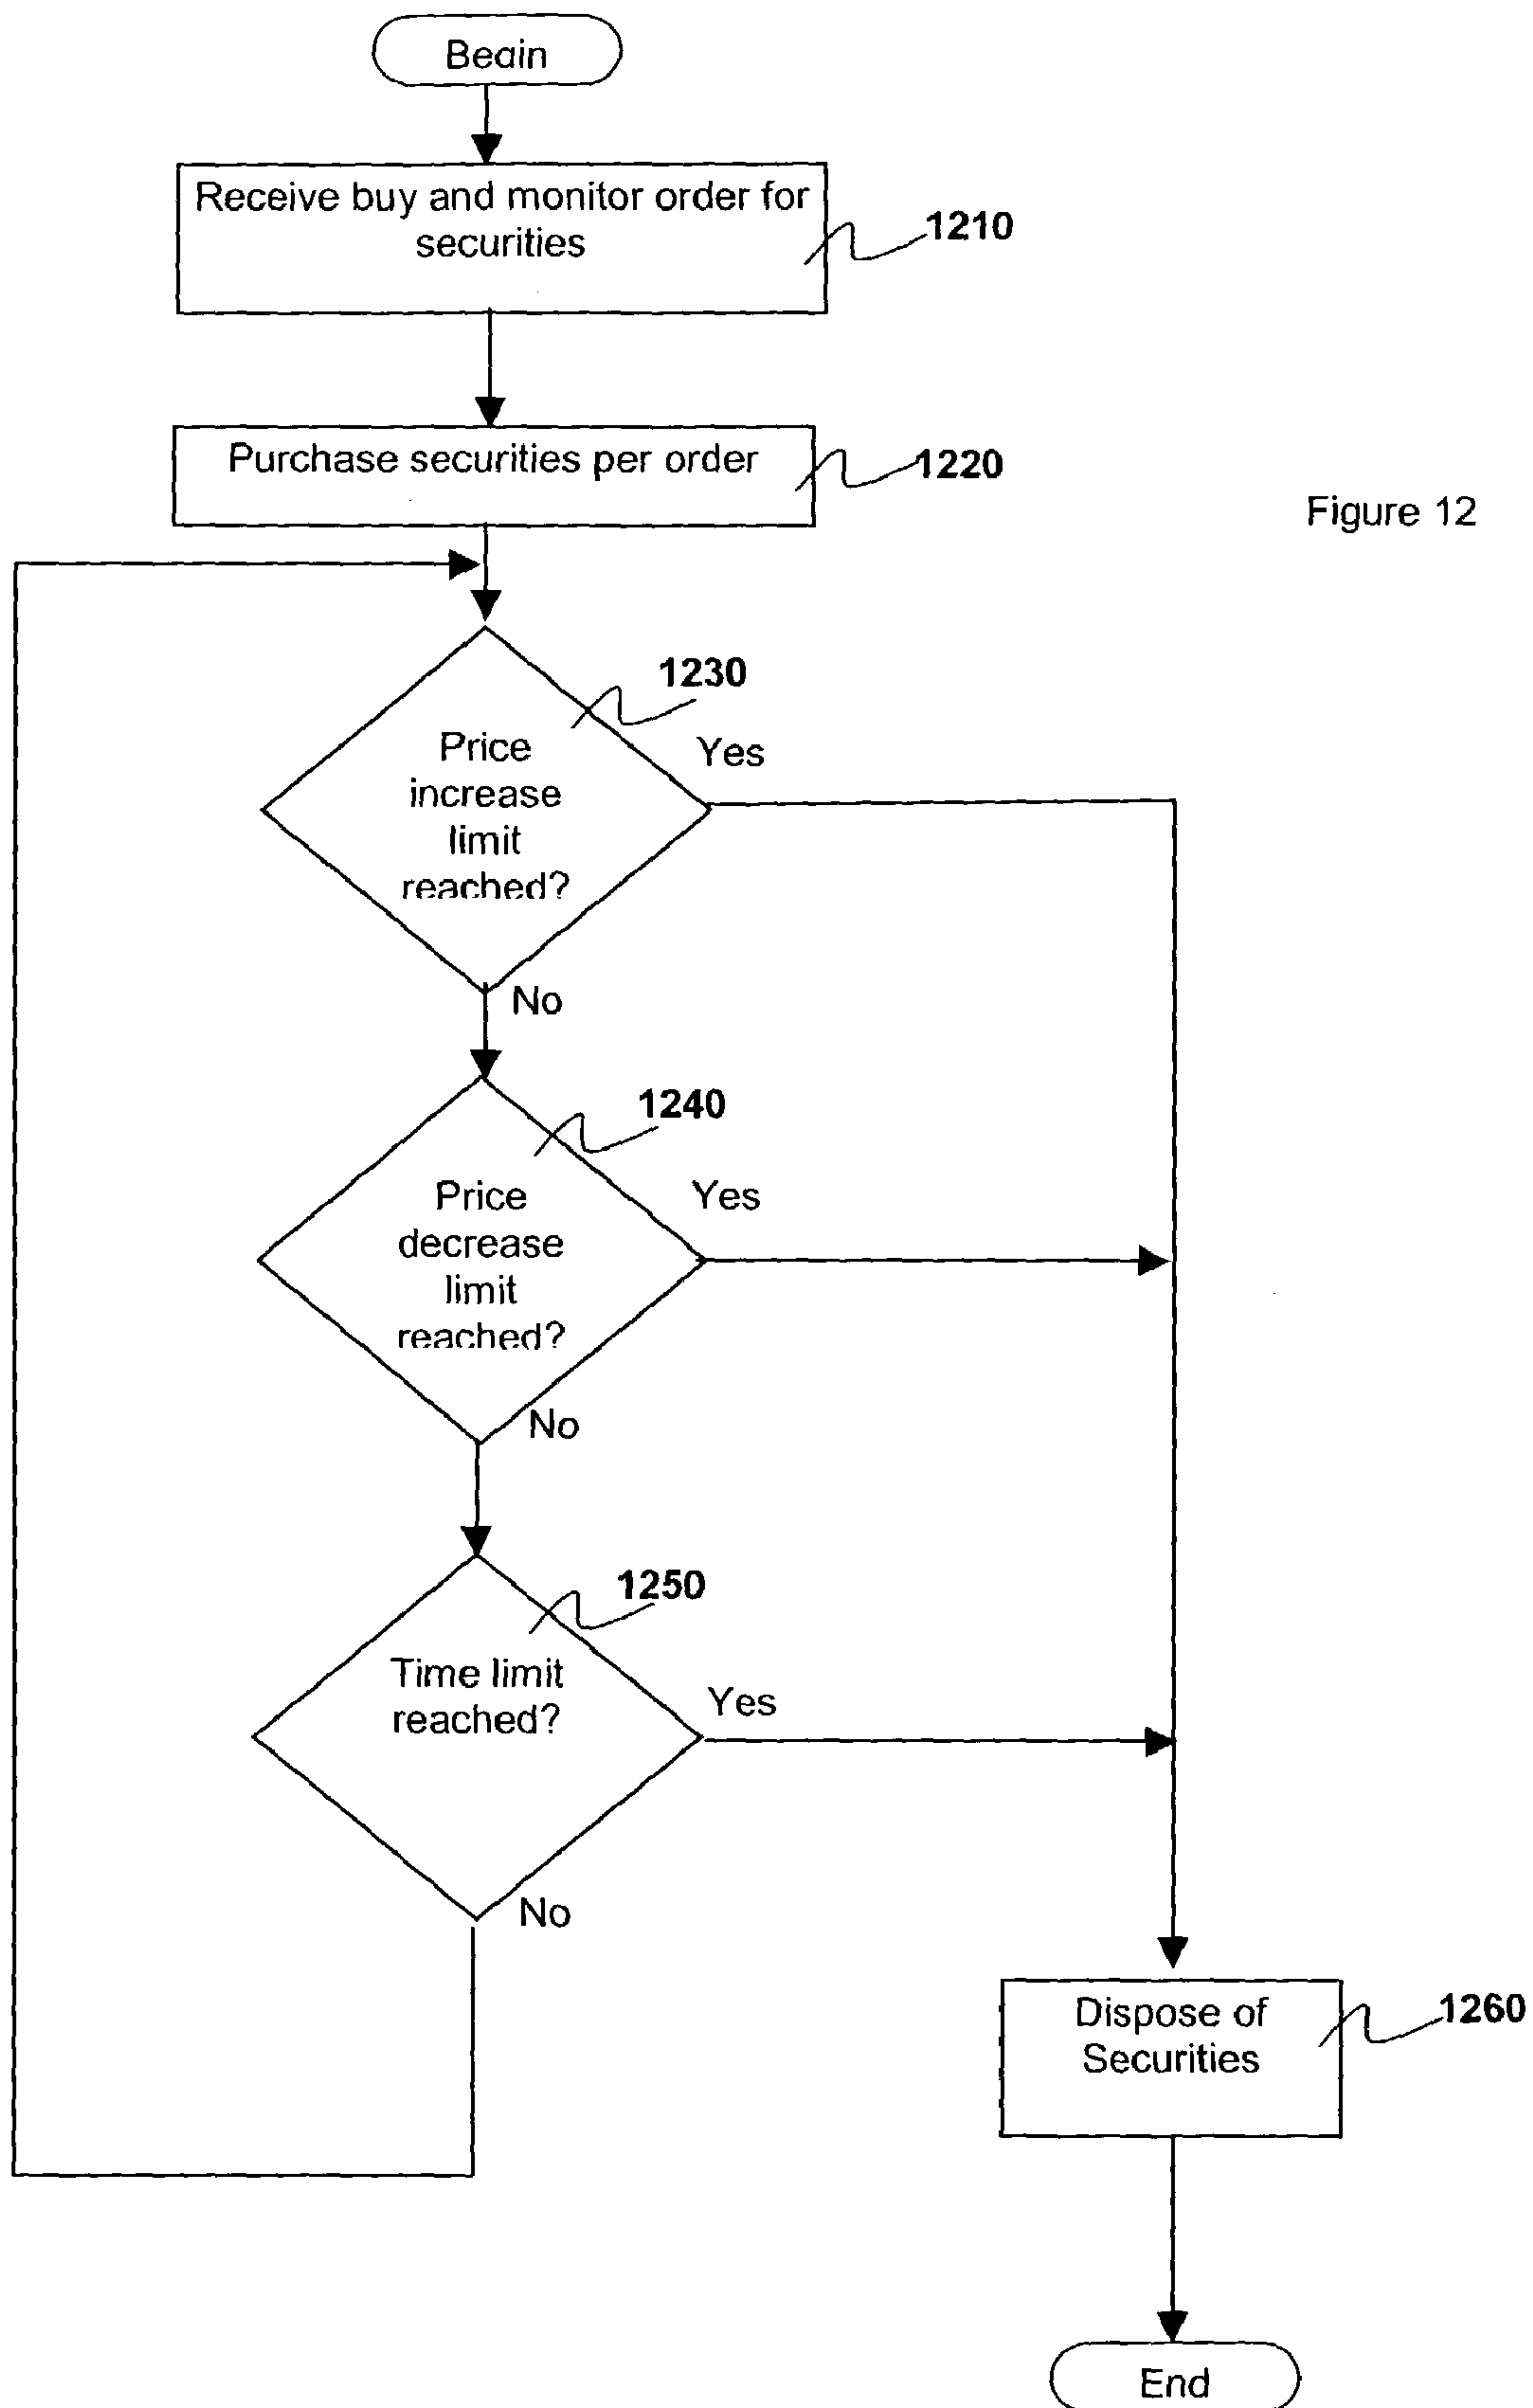 Begin
Receive buy and monitor order for
securities
1210
Purchase securities per order
1220
Figure 12
1230
Price
increase
limit
reached?
Yes
No
1240
Price
decrease
limit
reached?
Yes
No
1250
Time limit
reached?
Yes
No
Dispose of
Securities
1260
End